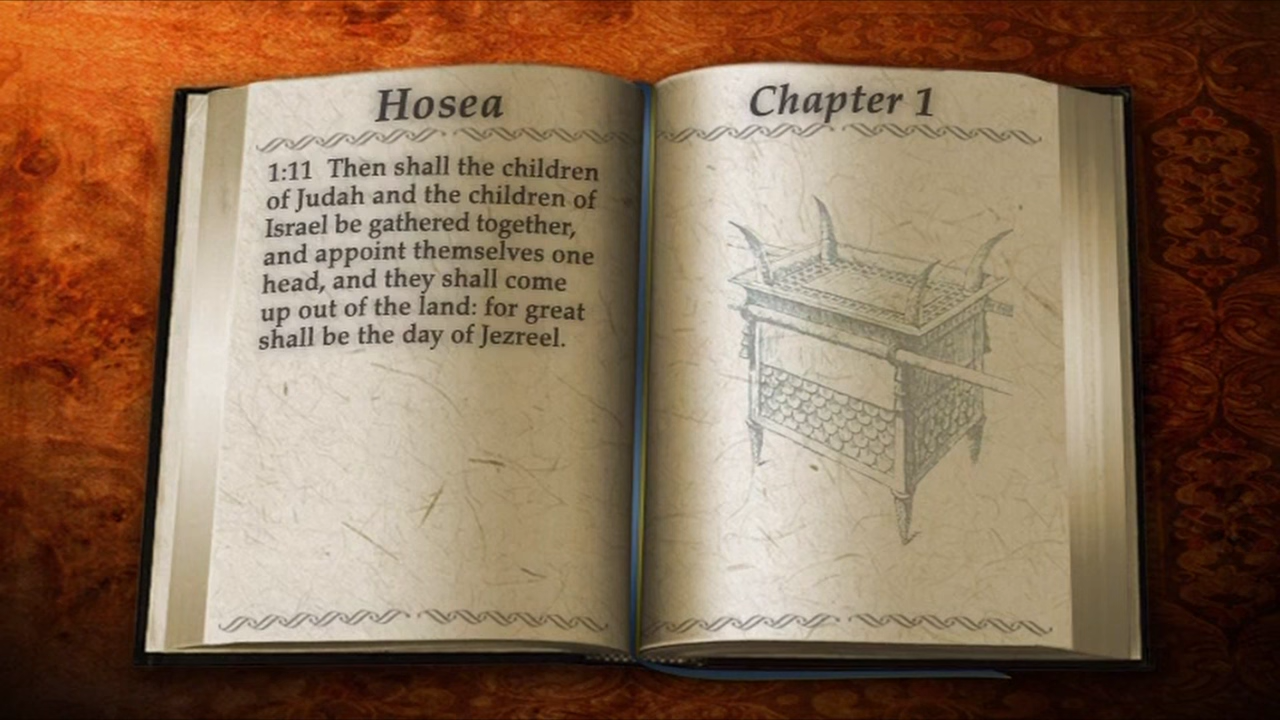 Hosea
1:11 Then shall the children
of Judah and the children of
Israel be gathered together,
and appoint themselves one
head, and they shall come
up out of the land: for great
shall be the day of Jezreel.
Chapter 1